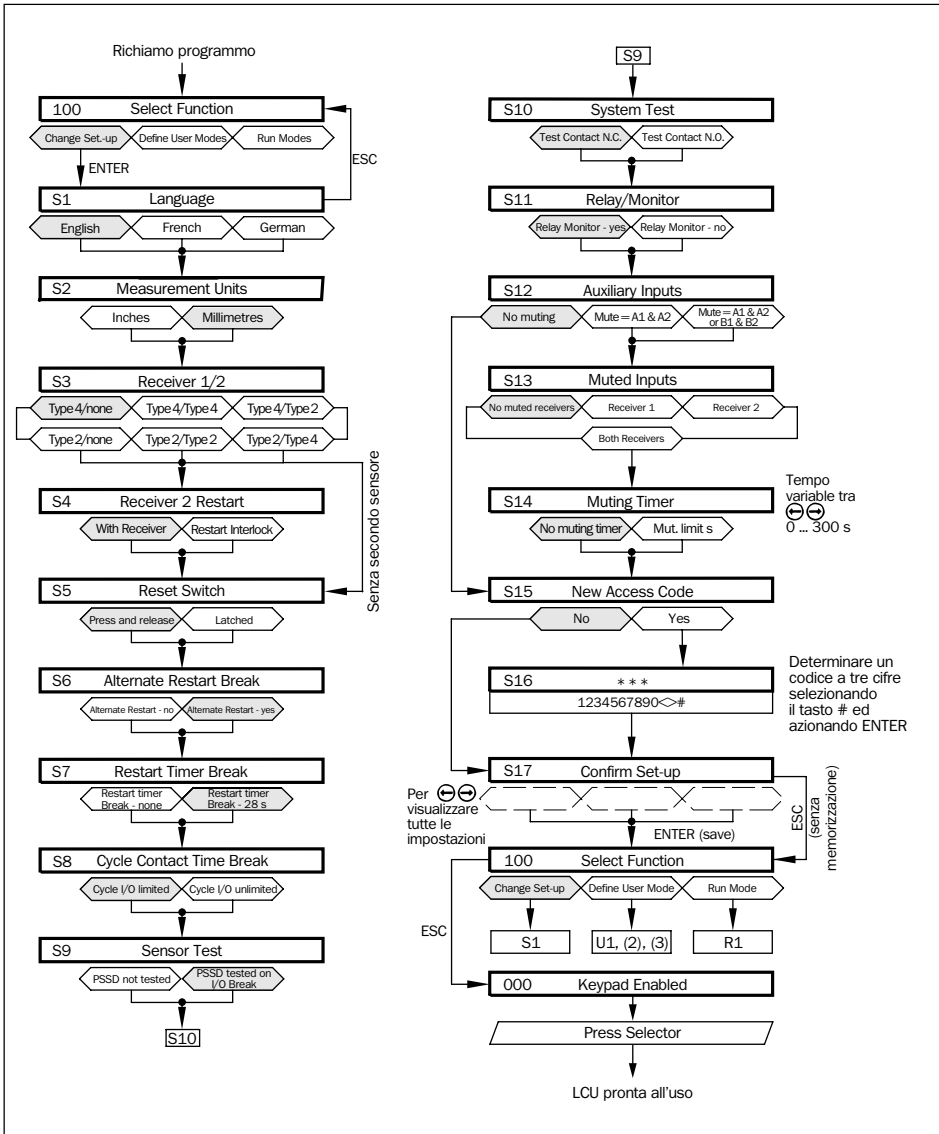 Richiamo programmo
100 Select Function
Change Set.-up Define User Modes Run Modes
ENTER
ESC
S1 Language
English French German
S2 Measurement Units
Inches Millimetres
S3 Receiver 1/2
Type 4/none Type 4/Type 4 Type 4/Type 2
Type 2/none Type 2/Type 2 Type 2/Type 4
Senza secondo sensore
S4 Receiver 2 Restart
With Receiver Restart Interlock
S5 Reset Switch
Press and release Latched
S6 Alternate Restart Break
Alternate Restart - no Alternate Restart - yes
S7 Restart Timer Break
Restart timer
Break - none
Restart timer
Break - 28 s
S8 Cycle Contact Time Break
Cycle I/O limited Cycle I/O unlimited
S9 Sensor Test
PSSD not tested
PSSD tested on
I/O Break
S10
S9
S10 System Test
Test Contact N.C. Test Contact N.O.
S11 Relay/Monitor
Relay Monitor - yes Relay Monitor - no
S12 Auxiliary Inputs
No muting Mute = A1 & A2
Mute = A1 & A2
or B1 & B2
S13 Muted Inputs
No muted receivers Receiver 1 Receiver 2
Both Receivers
S14 Muting Timer
No muting timer Mut. limit s
Tempo
variable tra
0 ... 300 s
S15 New Access Code
No Yes
S16 * * *
1234567890<>#
Determinare un
codice a tre cifre
selezionando
il tasto # ed
azionando ENTER
S17 Confirm Set-up
Per
visualizzare
tutte le
impostazioni
ENTER (save)
ESC
(senza
memorizzazione)
100 Select Function
Change Set-up Define User Mode Run Mode
ESC
S1 U1, (2), (3) R1
000 Keypad Enabled
Press Selector
LCU pronta all'uso